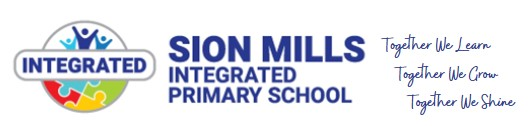 INTEGRATED
SION MILLS
INTEGRATED
PRIMARY SCHOOL
Together We Learn
Together We Grow
Together We Shine